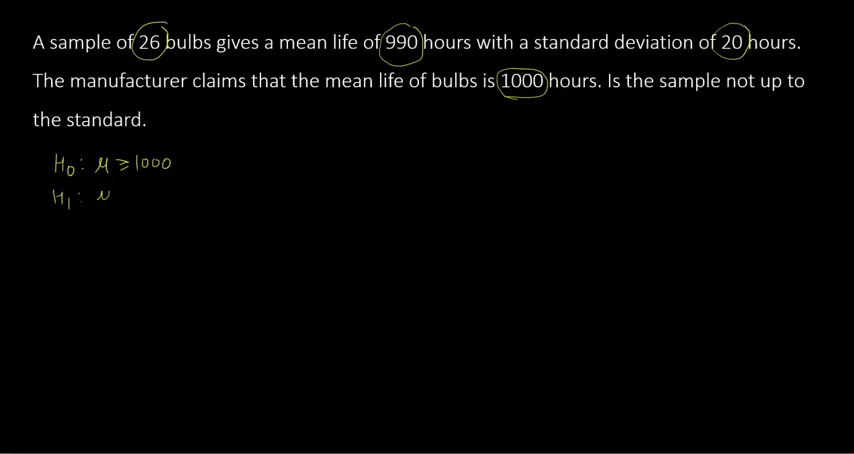 A sample of 26 bulbs gives a mean life of 990 hours with a standard deviation of 20 hours.
The manufacturer claims that the mean life of bulbs is 1000 hours. Is the sample not up to
the standard.
H₀: μ ≥ 1000
H₁: μ